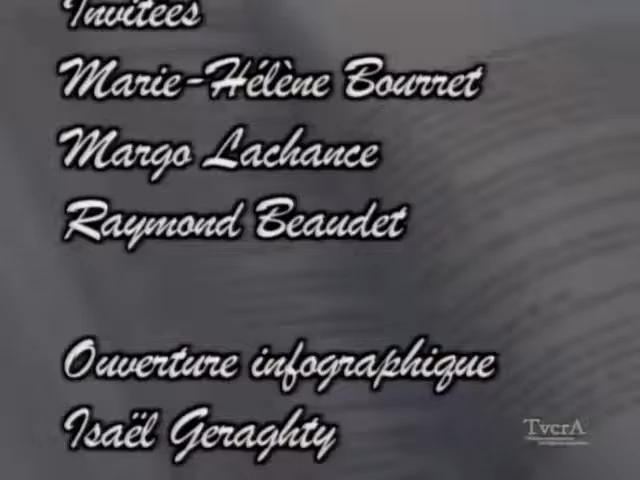 Invitées
Marie-Hélène Bourret
Margo Lachance
Raymond Beaudet
Ouverture infographique
Isaël Geraghty
TvcrA